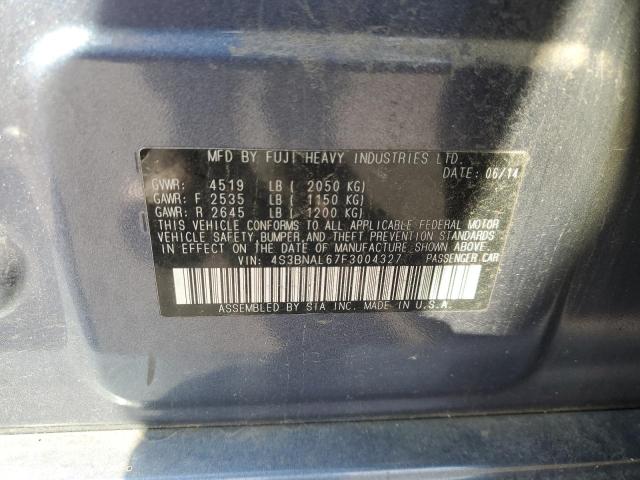 MFD BY FUJI HEAVY INDUSTRIES LTD.
DATE: 06/14
GVWR: 4519 LB ( 2050 KG)
GAWR: F 2535 LB ( 1150 KG)
GAWR: R 2645 LB ( 1200 KG)
THIS VEHICLE CONFORMS TO ALL APPLICABLE FEDERAL MOTOR
VEHICLE SAFETY, BUMPER, AND THEFT PREVENTION STANDARDS
IN EFFECT ON THE DATE OF MANUFACTURE SHOWN ABOVE.
VIN: 4S3BNAL67F3004327 PASSENGER CAR
ASSEMBLED BY SIA INC. MADE IN U.S.A.